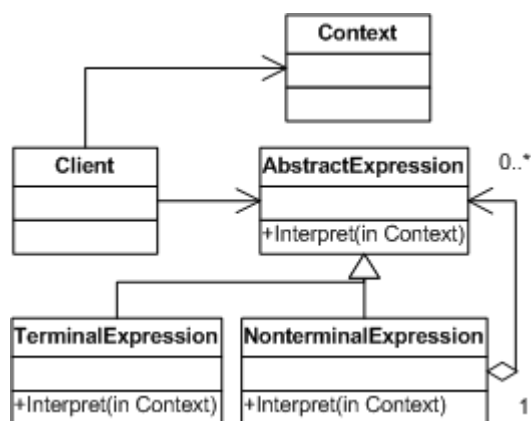 Context
Client
AbstractExpression
0..*
+Interpret(in Context)
TerminalExpression
NonterminalExpression
+Interpret(in Context)
+Interpret(in Context)
1